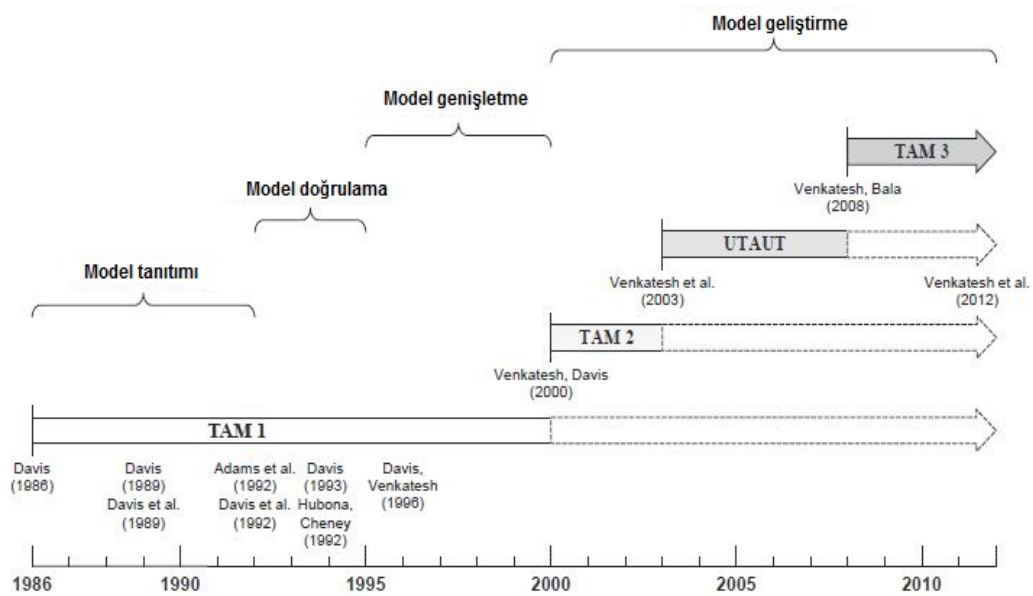 Model geliştirme
Model genişletme
TAM 3
Model doğrulama
Venkatesh, Bala
(2008)
UTAUT
Model tanıtımı
Venkatesh et al.
(2003)
Venkatesh et al.
(2012)
TAM 2
Venkatesh, Davis
(2000)
TAM 1
Davis
(1986)
Davis
(1989)
Davis et al.
(1989)
Adams et al.
(1992)
Davis et al.
(1992)
Davis
(1993)
Hubona,
Cheney
(1992)
Davis,
Venkatesh
(1996)
1986 1990 1995 2000 2005 2010